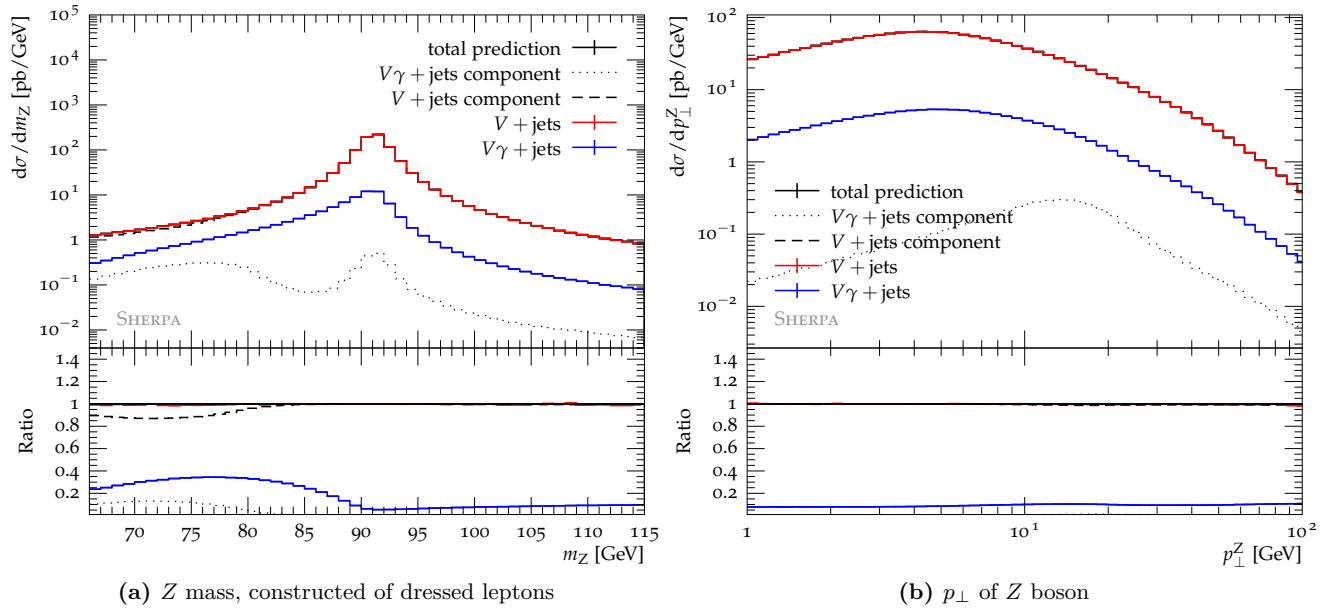 dσ/dm_Z [pb/GeV]
10^5
10^4
10^3
10^2
10^1
1
10^−1
10^−2
total prediction
Vγ + jets component
V + jets component
V + jets
Vγ + jets
SHERPA
Ratio
1.4
1.2
1
0.8
0.6
0.4
0.2
70 75 80 85 90 95 100 105 110 115
m_Z [GeV]
(a) Z mass, constructed of dressed leptons
dσ/dp_⊥^Z [pb/GeV]
10^2
10^1
1
10^−1
10^−2
total prediction
Vγ + jets component
V + jets component
V + jets
Vγ + jets
SHERPA
Ratio
1.4
1.2
1
0.8
0.6
0.4
0.2
1 10^1 10^2
p_⊥^Z [GeV]
(b) p_⊥ of Z boson